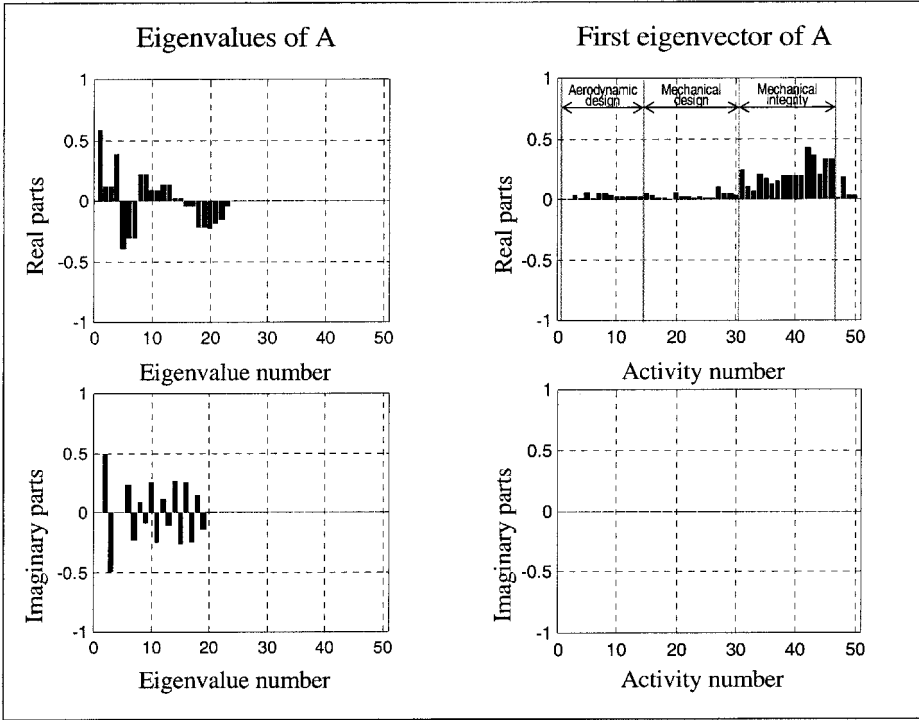 Eigenvalues of A
1
0.5
0
-0.5
-1
0 10 20 30 40 50
Real parts
Eigenvalue number
First eigenvector of A
Aerodynamic design
Mechanical design
Mechanical integrity
1
0.5
0
-0.5
-1
0 10 20 30 40 50
Real parts
Activity number
1
0.5
0
-0.5
-1
0 10 20 30 40 50
Imaginary parts
Eigenvalue number
1
0.5
0
-0.5
-1
0 10 20 30 40 50
Imaginary parts
Activity number